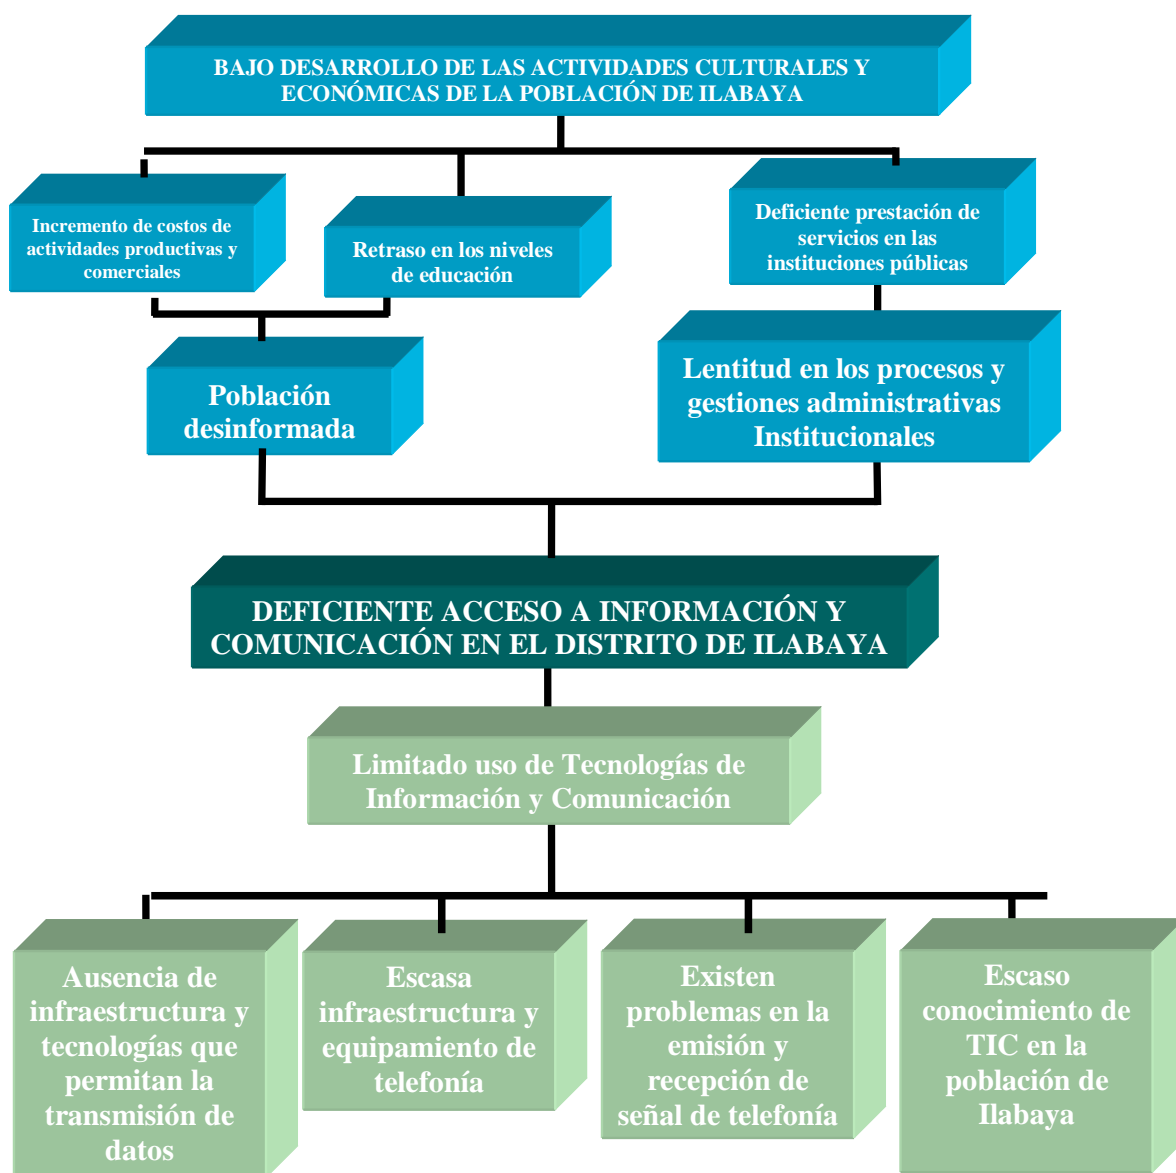 BAJO DESARROLLO DE LAS ACTIVIDADES CULTURALES Y
ECONÓMICAS DE LA POBLACIÓN DE ILABAYA
Incremento de costos de
actividades productivas y
comerciales
Retraso en los niveles
de educación
Deficiente prestación de
servicios en las
instituciones públicas
Población
desinformada
Lentitud en los procesos y
gestiones administrativas
Institucionales
DEFICIENTE ACCESO A INFORMACIÓN Y
COMUNICACIÓN EN EL DISTRITO DE ILABAYA
Limitado uso de Tecnologías de
Información y Comunicación
Ausencia de
infraestructura y
tecnologías que
permitan la
transmisión de
datos
Escasa
infraestructura y
equipamiento de
telefonía
Existen
problemas en la
emisión y
recepción de
señal de telefonía
Escaso
conocimiento de
TIC en la
población de
Ilabaya